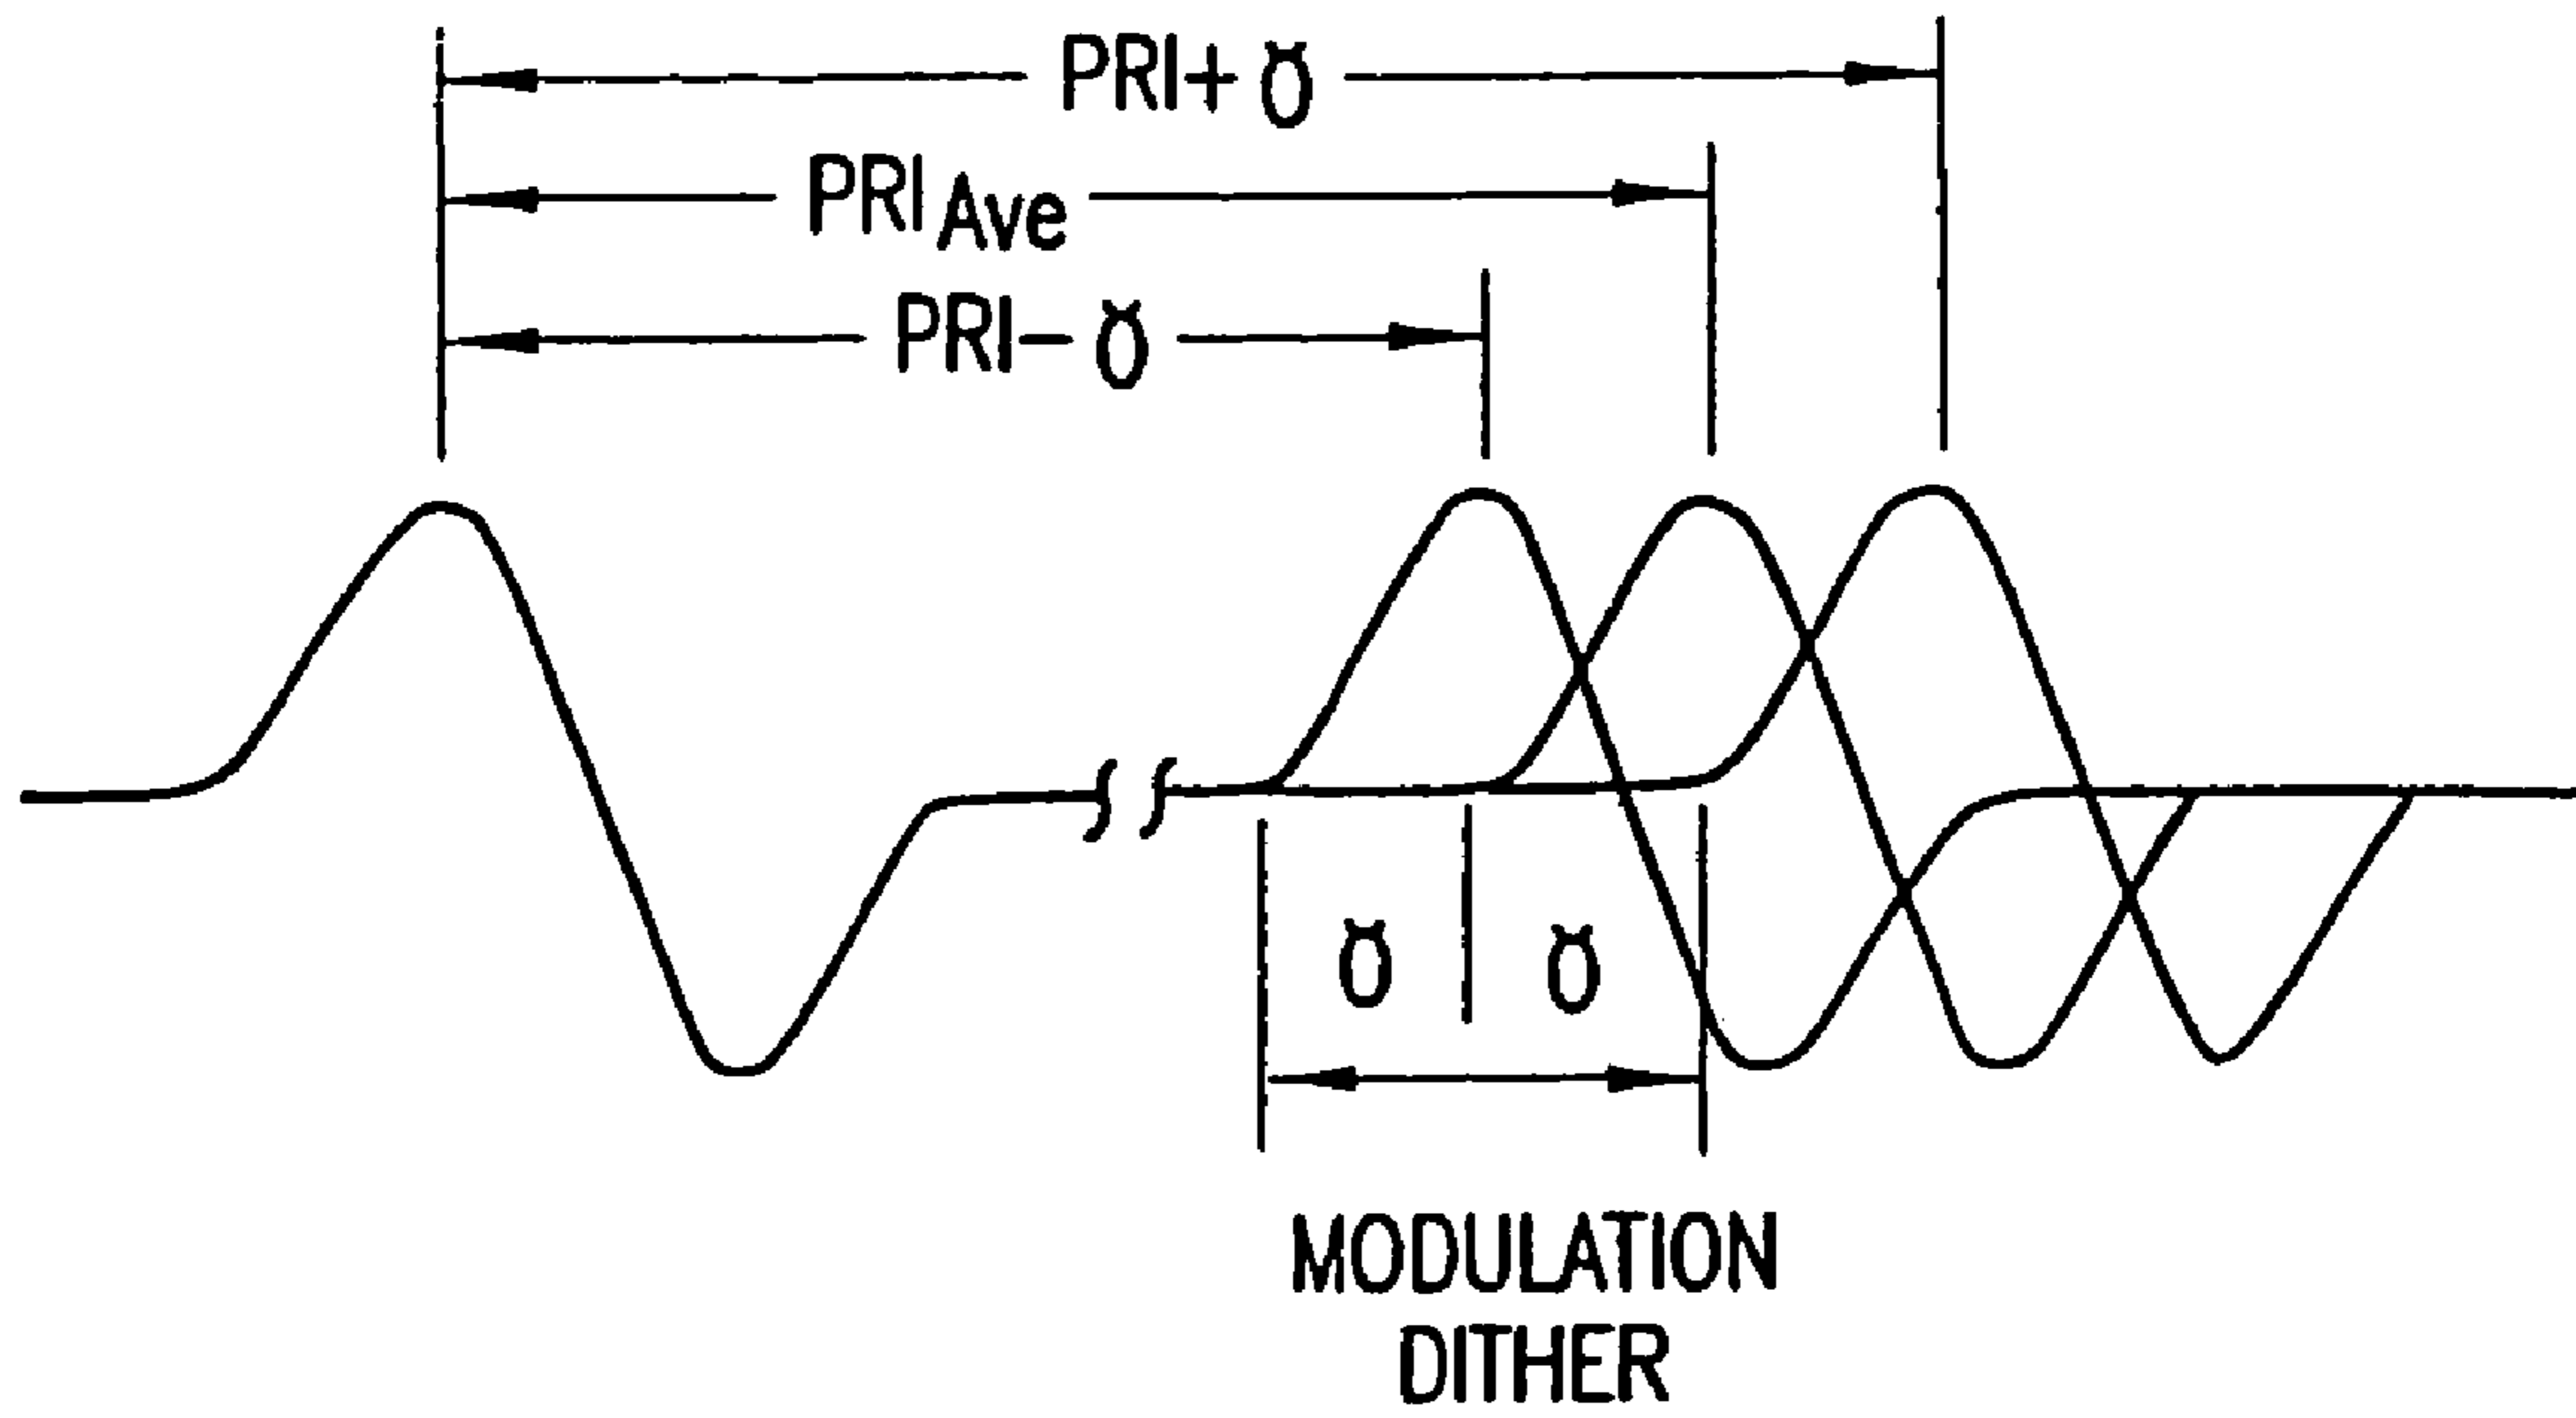 PRI+ ŏ
PRI Ave
PRI- ŏ
ŏ ŏ
MODULATION
DITHER